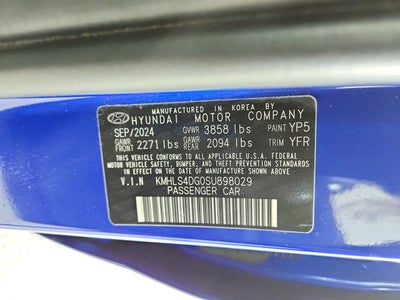 MANUFACTURED IN KOREA BY
HYUNDAI MOTOR COMPANY
SEP/2024 GVWR 3858 lbs PAINT YP5
GAWR FRT 2271 lbs GAWR RR 2094 lbs TRIM YFR
THIS VEHICLE CONFORMS TO ALL APPLICABLE U.S.A. FEDERAL MOTOR
VEHICLE SAFETY, BUMPER, AND THEFT PREVENTION STANDARDS
IN EFFECT ON THE DATE OF MANUFACTURE SHOWN ABOVE.
V.I.N KMHLS4DG0SU898029
PASSENGER CAR